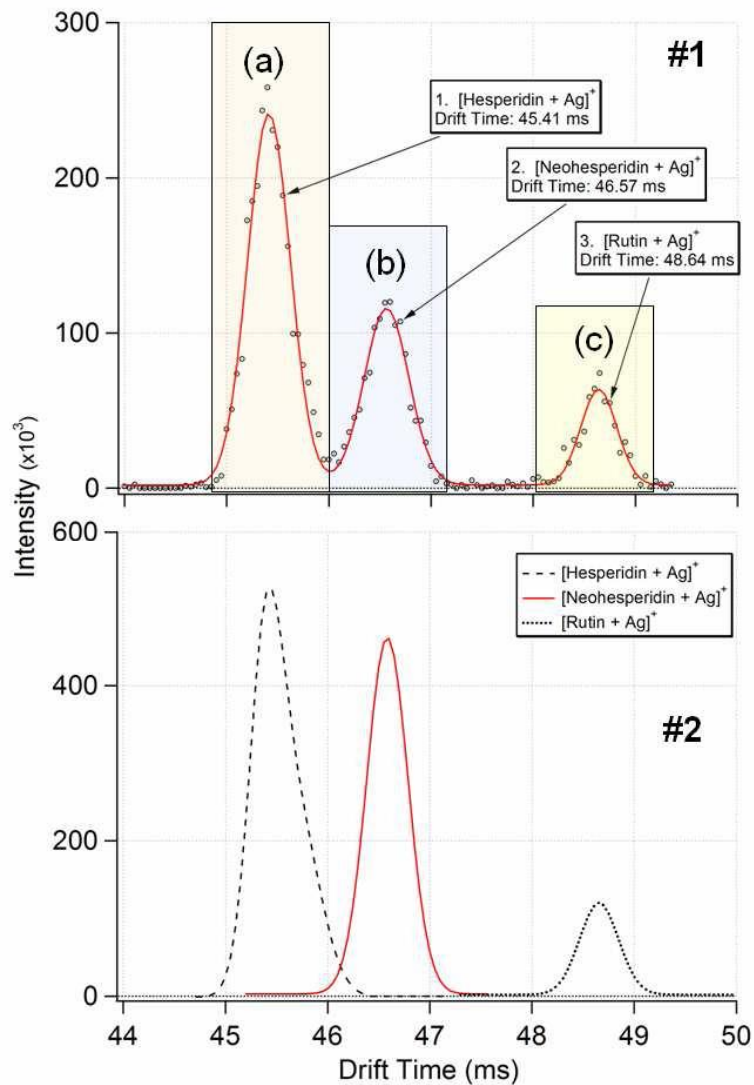 Intensity (x10³)
300
200
100
0
#1
(a)
(b)
(c)
1. [Hesperidin + Ag]⁺
Drift Time: 45.41 ms
2. [Neohesperidin + Ag]⁺
Drift Time: 46.57 ms
3. [Rutin + Ag]⁺
Drift Time: 48.64 ms
600
400
200
0
[Hesperidin + Ag]⁺
[Neohesperidin + Ag]⁺
[Rutin + Ag]⁺
#2
44 45 46 47 48 49 50
Drift Time (ms)